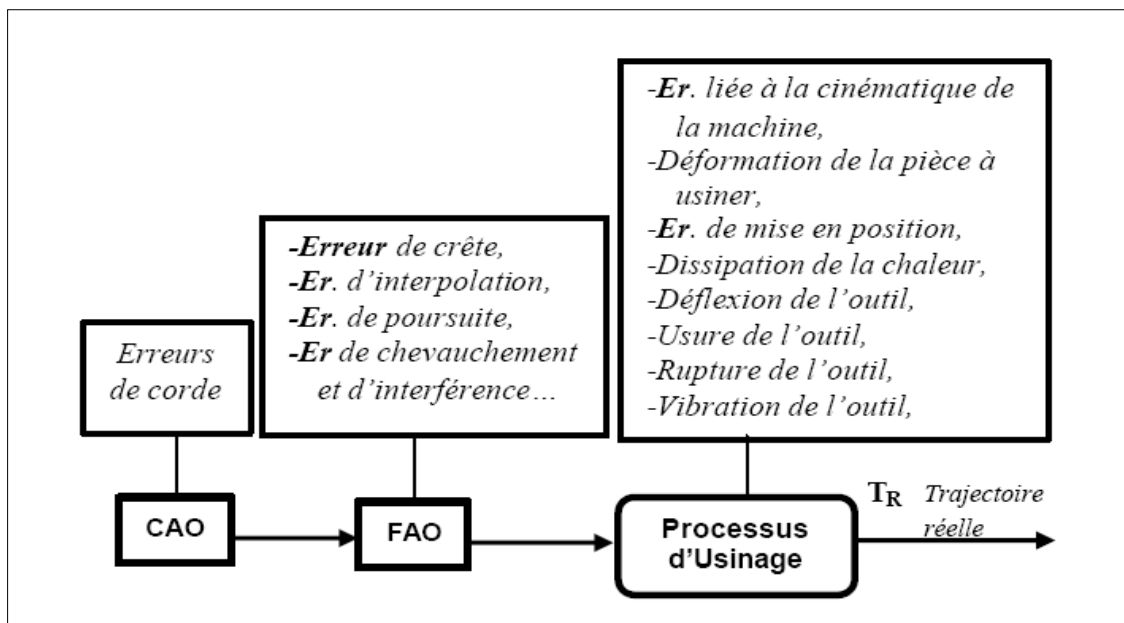 -Er. liée à la cinématique de
la machine,
-Déformation de la pièce à
usiner,
-Er. de mise en position,
-Dissipation de la chaleur,
-Déflexion de l’outil,
-Usure de l’outil,
-Rupture de l’outil,
-Vibration de l’outil,
-Erreur de crête,
-Er. d’interpolation,
-Er. de poursuite,
-Er de chevauchement
et d’interférence…
Erreurs
de corde
CAO
FAO
Processus
d’Usinage
TR Trajectoire
réelle